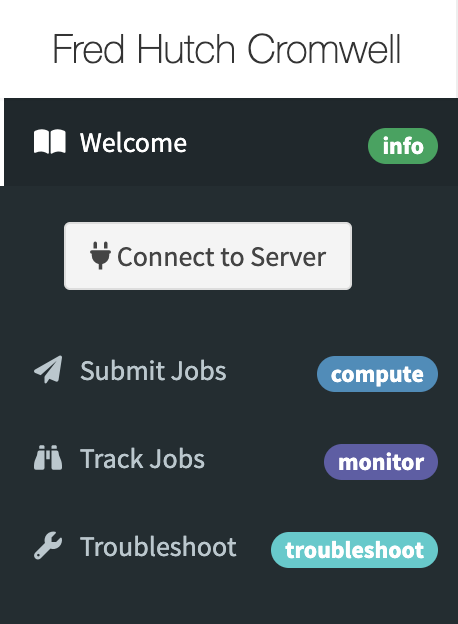 Fred Hutch Cromwell
Welcome info
Connect to Server
Submit Jobs compute
Track Jobs monitor
Troubleshoot troubleshoot